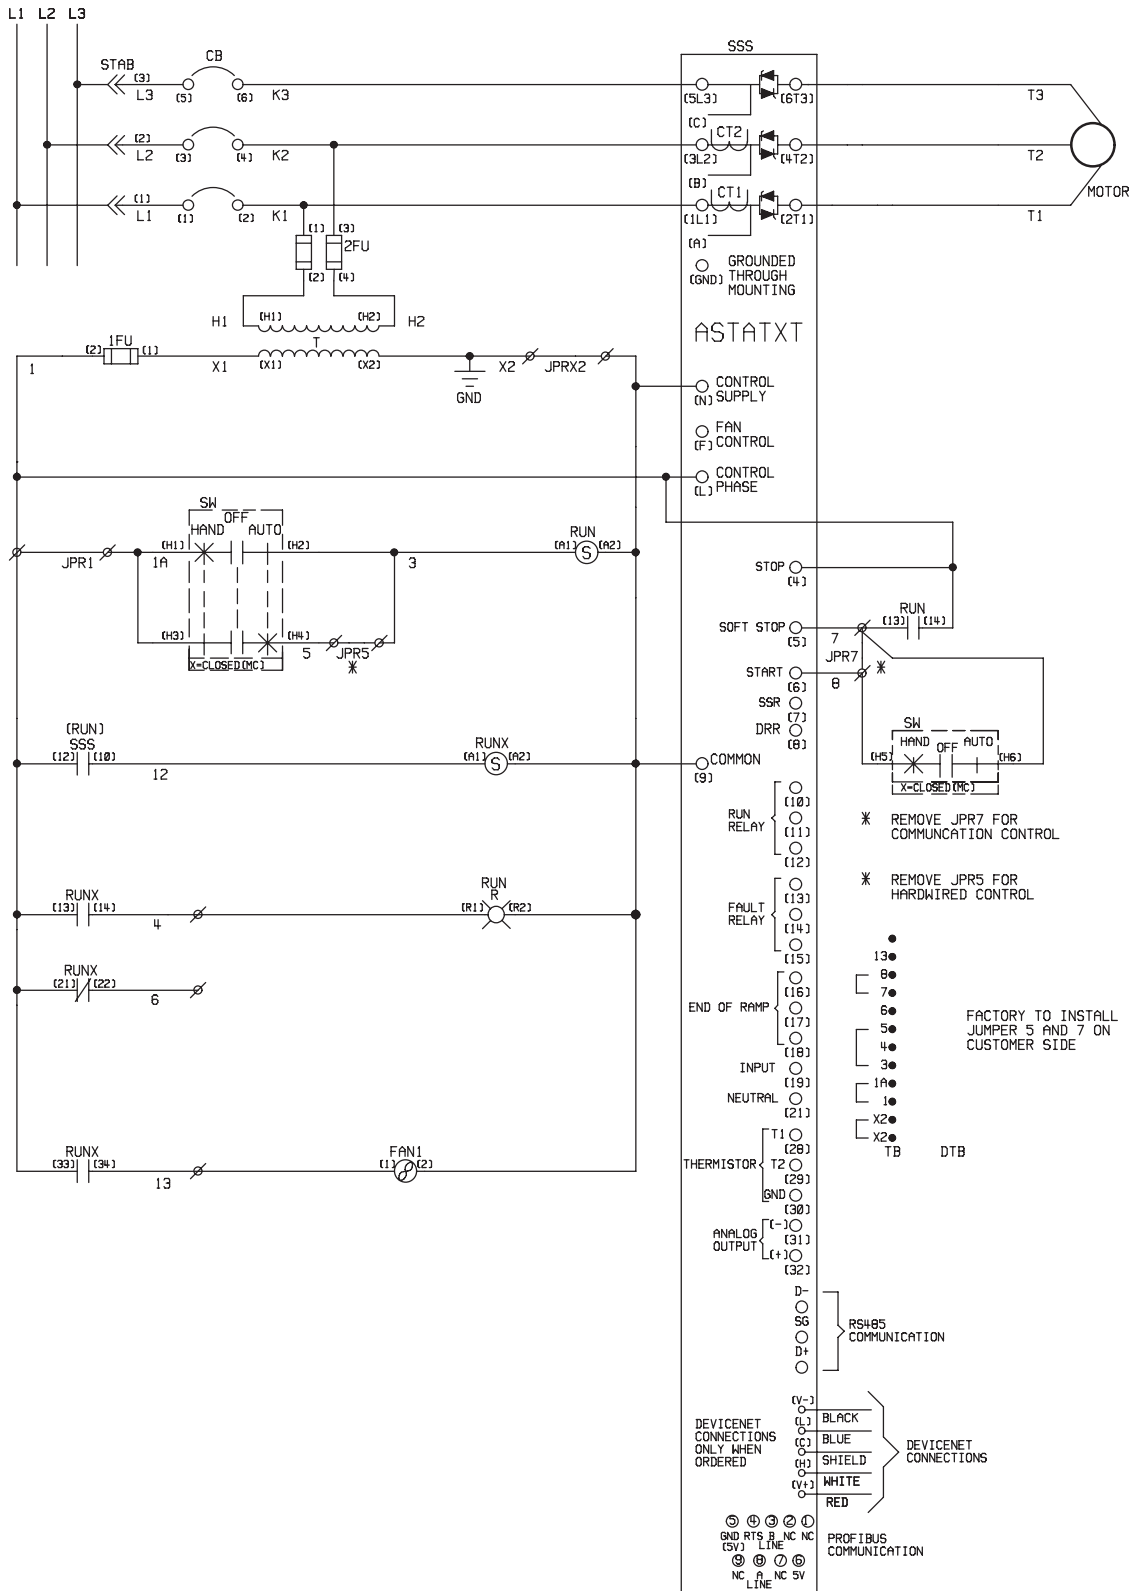 L1 L2 L3
STAB CB SSS
(3) (5) (6) L3 K3 (5L3) (6T3) T3
(C)
(2) (3) (4) L2 K2 CT2 (3L2) (4T2) T2
(B)
(1) (1) (2) L1 K1 CT1 (1L1) (2T1) T1
(A)
MOTOR
(1) (3)
2FU
(2) (4)
(GND) GROUNDED
THROUGH
MOUNTING
H1 (H1) (H2) H2
ASTATXT
1FU T
(2) (1)
1 X1 (X1) (X2) X2 JPRX2
GND
CONTROL
(N) SUPPLY
FAN
(F) CONTROL
CONTROL
(L) PHASE
SW
OFF
HAND AUTO
(H1) (H2)
JPR1 1A 3
RUN
(A1) S (A2)
(H3) (H4)
5 JPR5
X=CLOSED(MC)
*
STOP
(4)
RUN
(13) (14)
SOFT STOP
(5) 7
JPR7
*
START
(6) 8
SSR
(7)
DRR
(8)
SW
HAND OFF AUTO
(H5) (H6)
X=CLOSED(MC)
(RUN)
SSS
(12) (10)
12
RUNX
(A1) S (A2)
COMMON
(9)
RUN
RELAY
(10)
(11)
(12)
* REMOVE JPR7 FOR
COMMUNCATION CONTROL
* REMOVE JPR5 FOR
HARDWIRED CONTROL
RUNX
(13) (14)
4
RUN
R
(R1) (R2)
FAULT
RELAY
(13)
(14)
(15)
RUNX
(21) (22)
6
END OF RAMP
(16)
(17)
(18)
INPUT
(19)
NEUTRAL
(21)
13
8
7
6
5
4
3
1A
1
X2
X2
TB DTB
FACTORY TO INSTALL
JUMPER 5 AND 7 ON
CUSTOMER SIDE
RUNX
(33) (34)
13
FAN1
(1) (2)
THERMISTOR
T1
(28)
T2
(29)
GND
(30)
ANALOG
OUTPUT
(-)
(31)
(+)
(32)
D-
SG
D+
RS485
COMMUNICATION
DEVICENET
CONNECTIONS
ONLY WHEN
ORDERED
(V-)
BLACK
(L)
BLUE
(C)
SHIELD
(H)
WHITE
(V+)
RED
DEVICENET
CONNECTIONS
5 4 3 2 1
GND RTS B NC NC
(5V) LINE
9 8 7 6
NC A NC 5V
LINE
PROFIBUS
COMMUNICATION